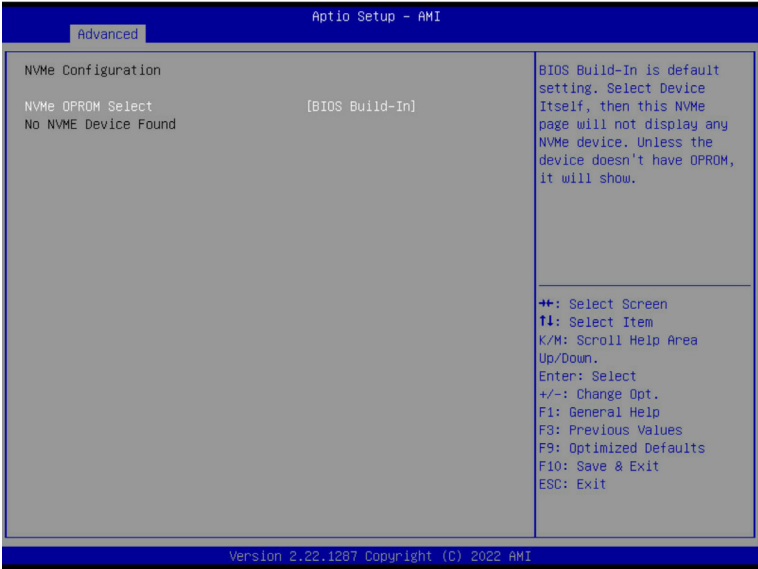 Aptio Setup – AMI
Advanced
NVMe Configuration
NVMe OPROM Select [BIOS Build-In]
No NVME Device Found
BIOS Build-In is default
setting. Select Device
Itself, then this NVMe
page will not display any
NVMe device. Unless the
device doesn't have OPROM,
it will show.
→←: Select Screen
↑↓: Select Item
K/M: Scroll Help Area
Up/Down.
Enter: Select
+/-: Change Opt.
F1: General Help
F3: Previous Values
F9: Optimized Defaults
F10: Save & Exit
ESC: Exit
Version 2.22.1287 Copyright (C) 2022 AMI